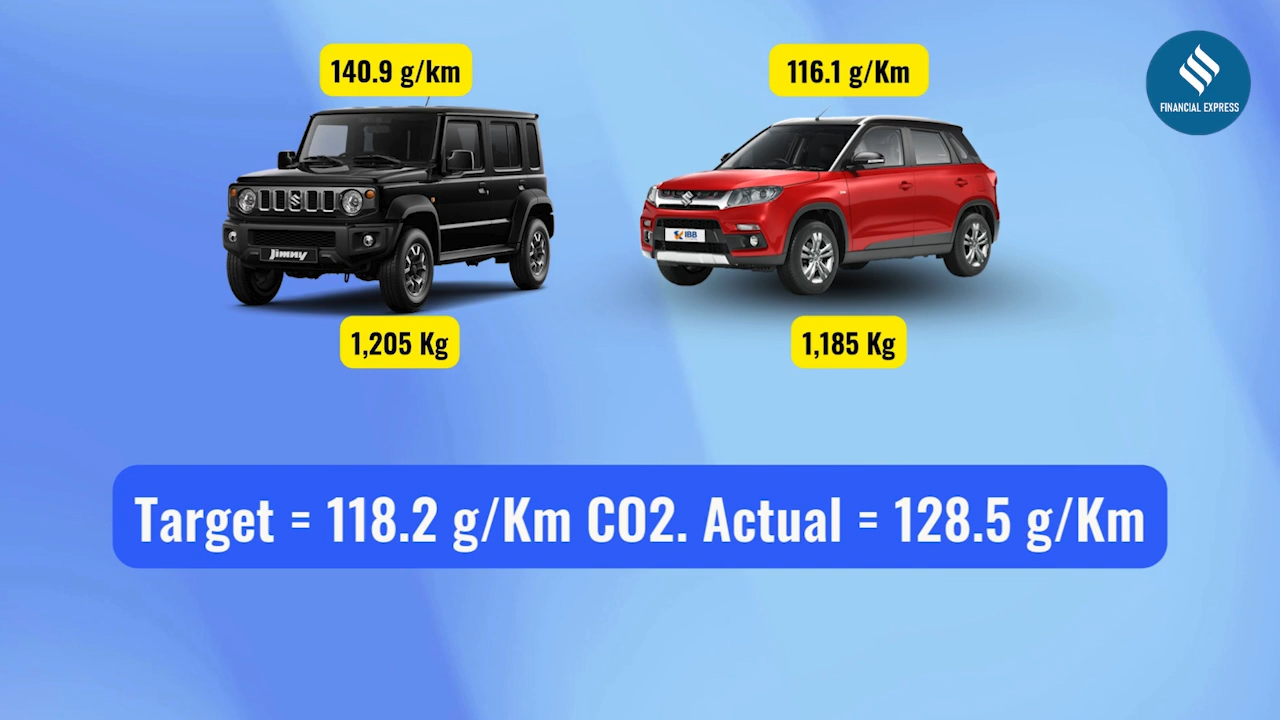 140.9 g/km
116.1 g/Km
FINANCIAL EXPRESS
Jimny
IBB
1,205 Kg
1,185 Kg
Target = 118.2 g/Km CO2. Actual = 128.5 g/Km